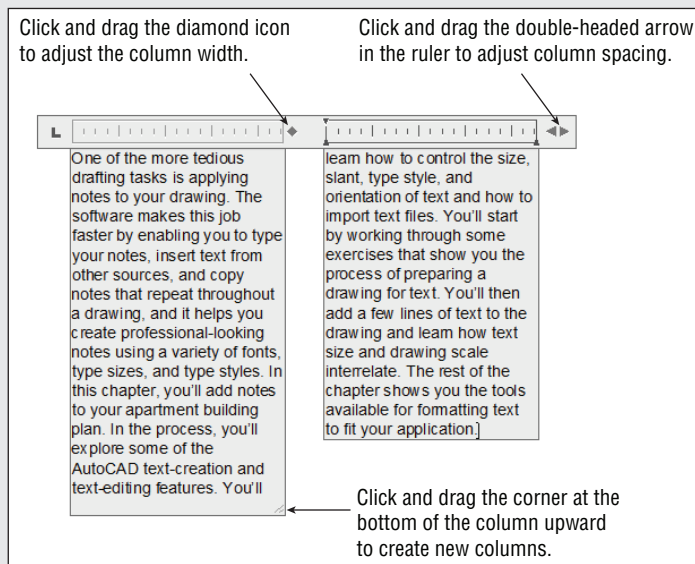 Click and drag the diamond icon
to adjust the column width.
Click and drag the double-headed arrow
in the ruler to adjust column spacing.
L
One of the more tedious
drafting tasks is applying
notes to your drawing. The
software makes this job
faster by enabling you to type
your notes, insert text from
other sources, and copy
notes that repeat throughout
a drawing, and it helps you
create professional-looking
notes using a variety of fonts,
type sizes, and type styles. In
this chapter, you'll add notes
to your apartment building
plan. In the process, you'll
explore some of the
AutoCAD text-creation and
text-editing features. You'll
learn how to control the size,
slant, type style, and
orientation of text and how to
import text files. You'll start
by working through some
exercises that show you the
process of preparing a
drawing for text. You'll then
add a few lines of text to the
drawing and learn how text
size and drawing scale
interrelate. The rest of the
chapter shows you the tools
available for formatting text
to fit your application.
Click and drag the corner at the
bottom of the column upward
to create new columns.